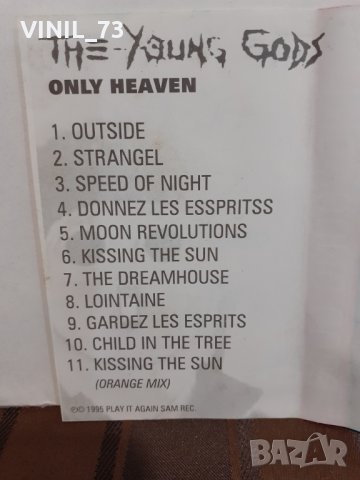 VINIL_73
THE YOUNG GODS
ONLY HEAVEN
1. OUTSIDE
2. STRANGEL
3. SPEED OF NIGHT
4. DONNEZ LES ESSPRITSS
5. MOON REVOLUTIONS
6. KISSING THE SUN
7. THE DREAMHOUSE
8. LOINTAINE
9. GARDEZ LES ESPRITS
10. CHILD IN THE TREE
11. KISSING THE SUN
(ORANGE MIX)
℗© 1995 PLAY IT AGAIN SAM REC.
BAZAR